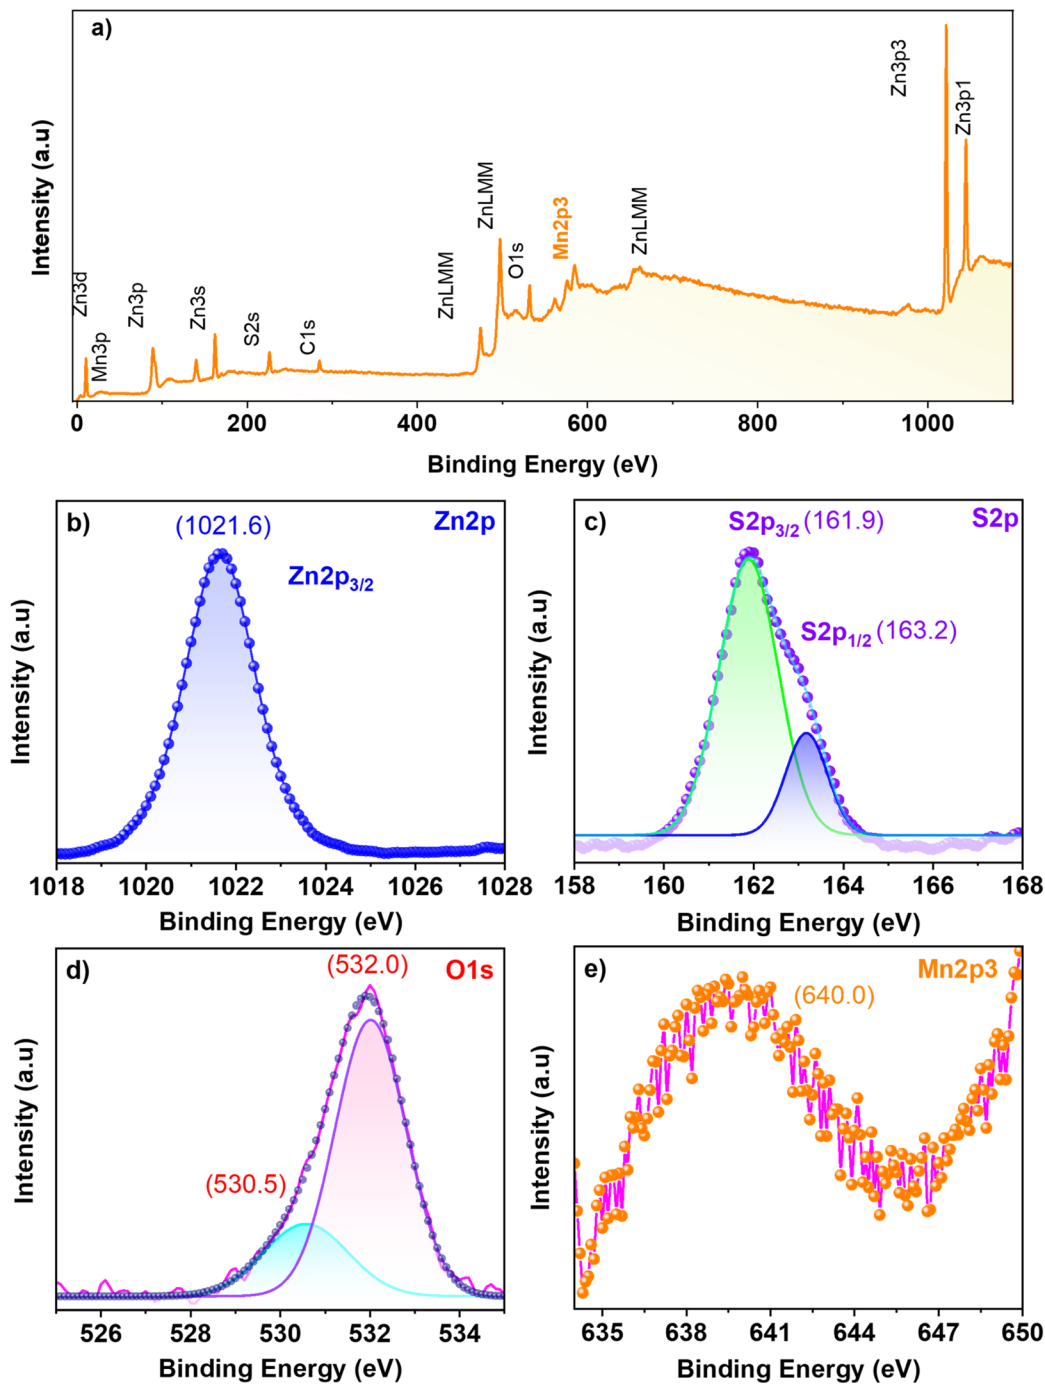 a)
Intensity (a.u)
Zn3d
Mn3p
Zn3p
Zn3s
S2s
C1s
ZnLMM
ZnLMM
O1s
Mn2p3
ZnLMM
Zn3p3
Zn3p1
0 200 400 600 800 1000
Binding Energy (eV)
b)
Zn2p
(1021.6)
Zn2p3/2
Intensity (a.u)
1018 1020 1022 1024 1026 1028
Binding Energy (eV)
c)
S2p
S2p3/2 (161.9)
S2p1/2 (163.2)
Intensity (a.u)
158 160 162 164 166 168
Binding Energy (eV)
d)
O1s
(532.0)
(530.5)
Intensity (a.u)
526 528 530 532 534
Binding Energy (eV)
e)
Mn2p3
(640.0)
Intensity (a.u)
635 638 641 644 647 650
Binding Energy (eV)